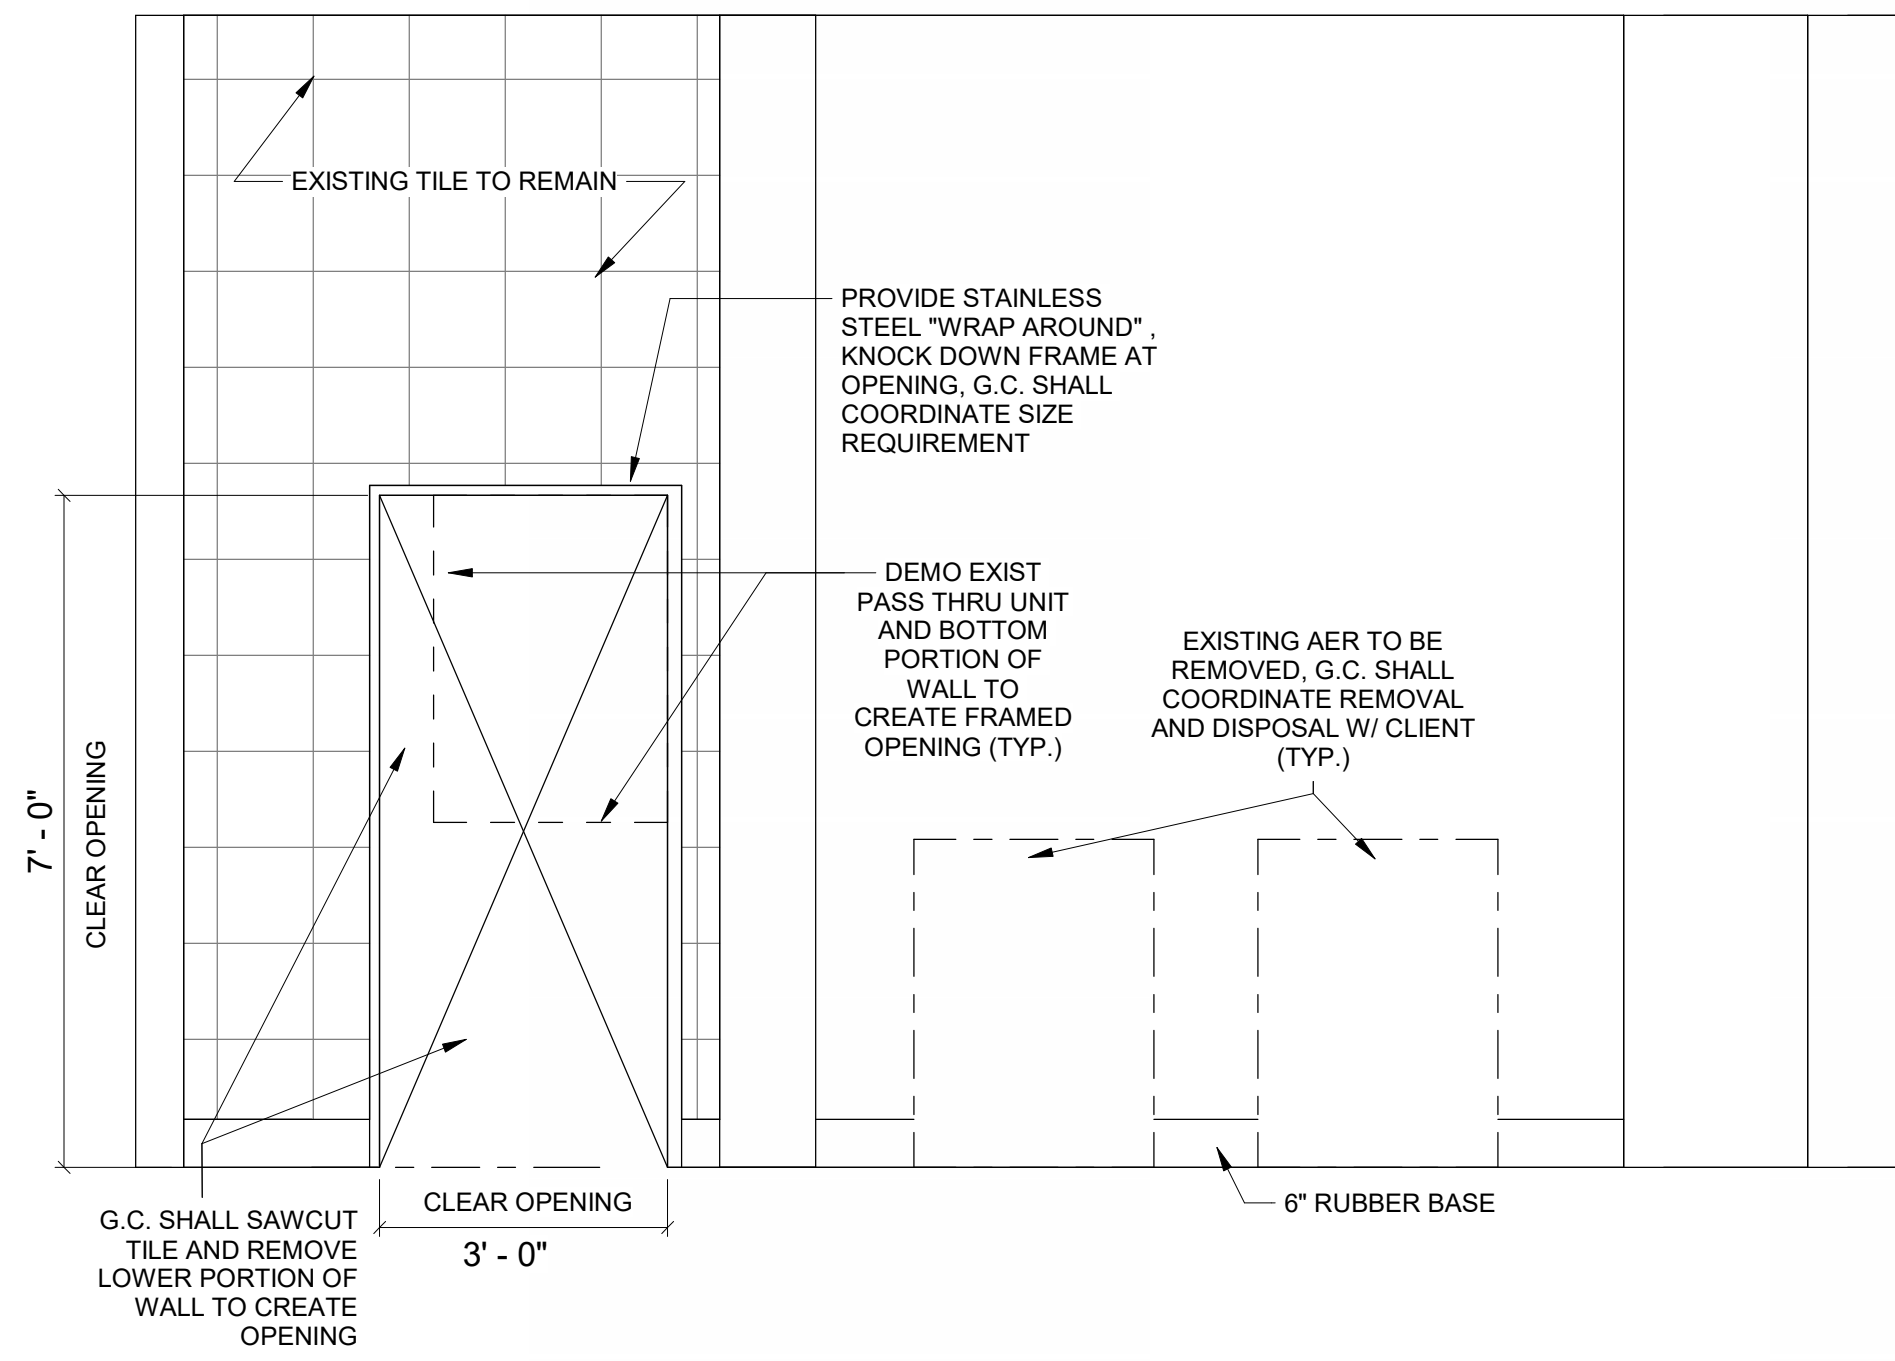 EXISTING TILE TO REMAIN
PROVIDE STAINLESS
STEEL "WRAP AROUND" ,
KNOCK DOWN FRAME AT
OPENING, G.C. SHALL
COORDINATE SIZE
REQUIREMENT
DEMO EXIST
PASS THRU UNIT
AND BOTTOM
PORTION OF
WALL TO
CREATE FRAMED
OPENING (TYP.)
EXISTING AER TO BE
REMOVED, G.C. SHALL
COORDINATE REMOVAL
AND DISPOSAL W/ CLIENT
(TYP.)
7' - 0"
CLEAR OPENING
CLEAR OPENING
3' - 0"
6" RUBBER BASE
G.C. SHALL SAWCUT
TILE AND REMOVE
LOWER PORTION OF
WALL TO CREATE
OPENING